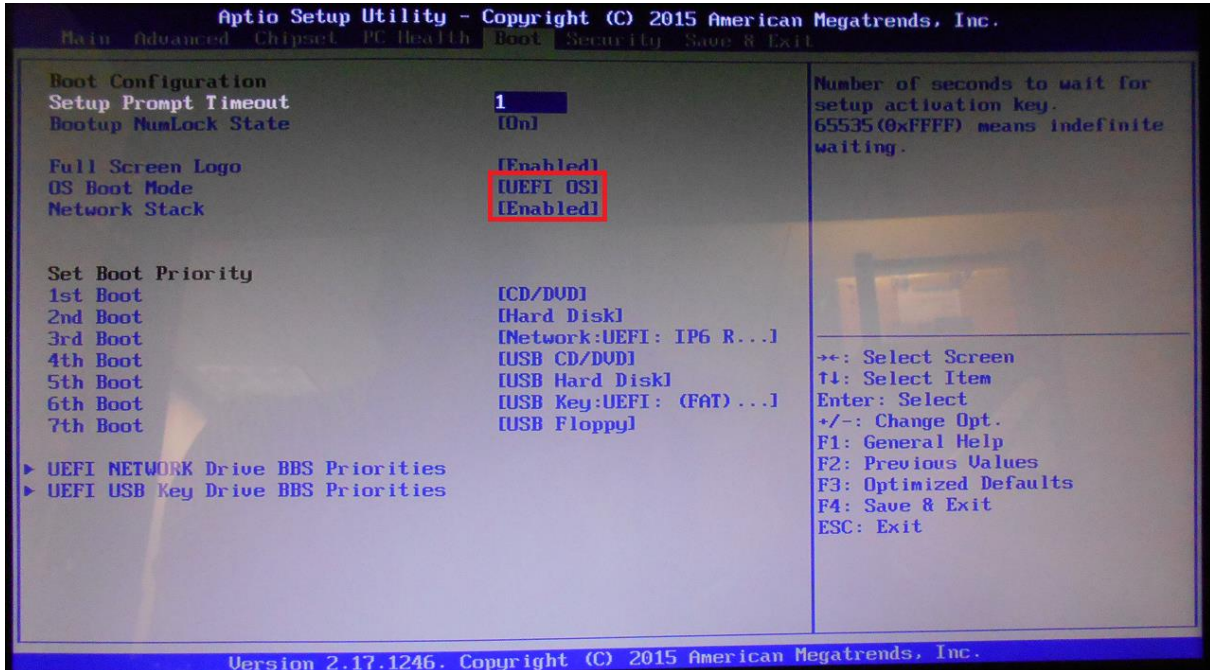 Aptio Setup Utility - Copyright (C) 2015 American Megatrends, Inc.
Main Advanced Chipset PC Health Boot Security Save & Exit
Boot Configuration
Setup Prompt Timeout 1
Bootup NumLock State [On]
Full Screen Logo [Enabled]
OS Boot Mode [UEFI OS]
Network Stack [Enabled]
Set Boot Priority
1st Boot [CD/DVD]
2nd Boot [Hard Disk]
3rd Boot [Network:UEFI: IP6 R...]
4th Boot [USB CD/DVD]
5th Boot [USB Hard Disk]
6th Boot [USB Key:UEFI: (FAT) ...]
7th Boot [USB Floppy]
▶ UEFI NETWORK Drive BBS Priorities
▶ UEFI USB Key Drive BBS Priorities
Number of seconds to wait for
setup activation key.
65535(0xFFFF) means indefinite
waiting.
→←: Select Screen
↑↓: Select Item
Enter: Select
+/-: Change Opt.
F1: General Help
F2: Previous Values
F3: Optimized Defaults
F4: Save & Exit
ESC: Exit
Version 2.17.1246. Copyright (C) 2015 American Megatrends, Inc.